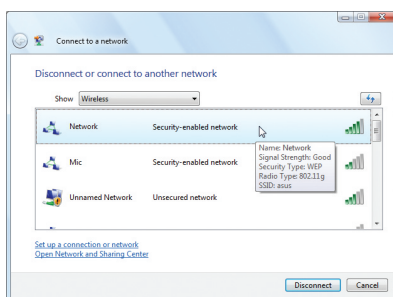 Connect to a network
Disconnect or connect to another network
Show Wireless
Network Security-enabled network
Name: Network
Signal Strength: Good
Security Type: WEP
Radio Type: 802.11g
SSID: asus
Mic Security-enabled network
Unnamed Network Unsecured network
Set up a connection or network
Open Network and Sharing Center
Disconnect Cancel